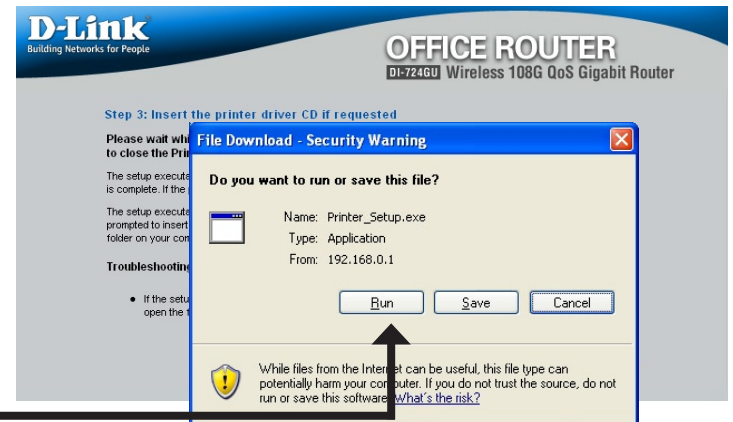 D-Link
Building Networks for People
OFFICE ROUTER
DI-724GU Wireless 108G QoS Gigabit Router
Step 3: Insert the printer driver CD if requested
Please wait whi
to close the Pri
The setup execute
is complete. If the
The setup execute
prompted to insert
folder on your con
Troubleshooting
• If the setu
open the
File Download - Security Warning
Do you want to run or save this file?
Name: Printer_Setup.exe
Type: Application
From: 192.168.0.1
Run Save Cancel
While files from the Internet can be useful, this file type can
potentially harm your computer. If you do not trust the source, do not
run or save this software. What's the risk?